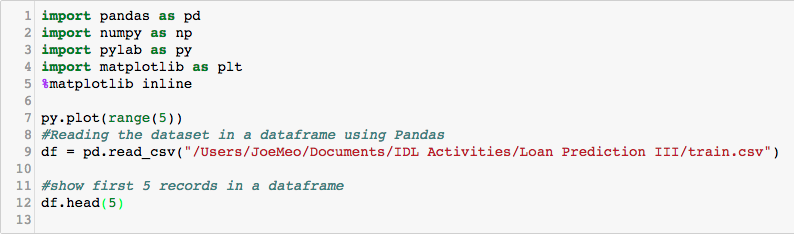 1 import pandas as pd
2 import numpy as np
3 import pylab as py
4 import matplotlib as plt
5 %matplotlib inline
6
7 py.plot(range(5))
8 #Reading the dataset in a dataframe using Pandas
9 df = pd.read_csv("/Users/JoeMeo/Documents/IDL Activities/Loan Prediction III/train.csv")
10
11 #show first 5 records in a dataframe
12 df.head(5)
13